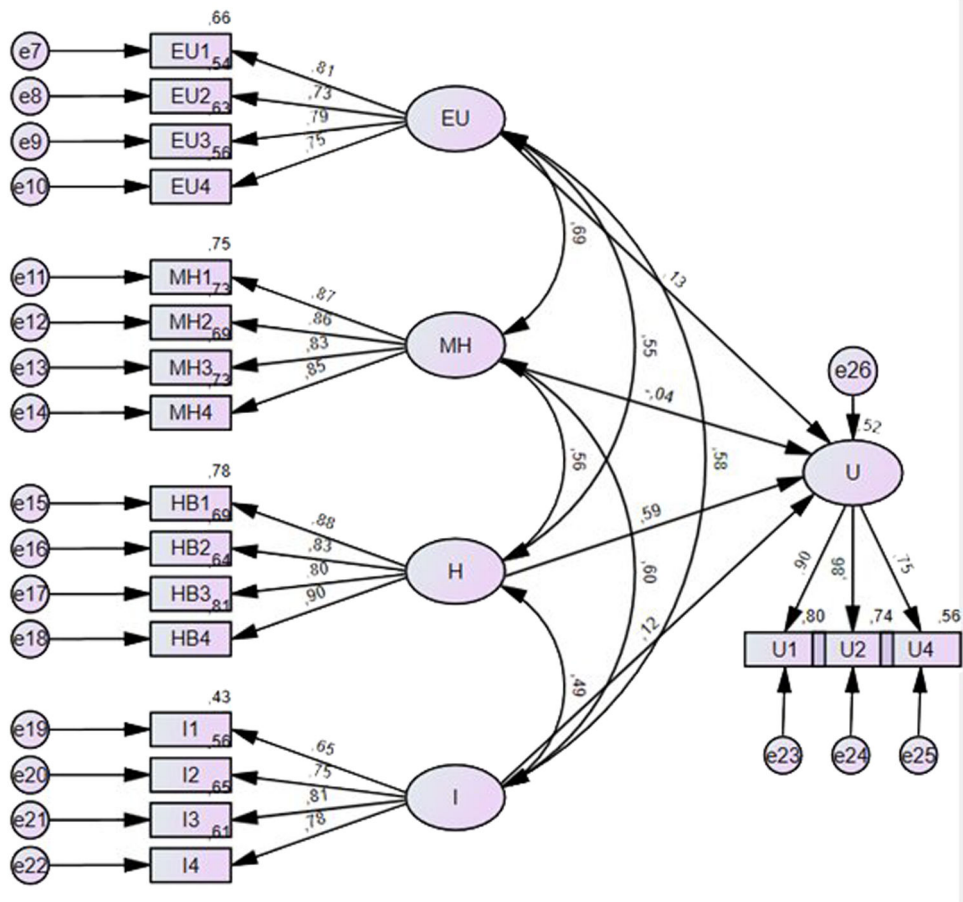 ,66
e7 EU1 ,81
,54
e8 EU2 ,73
,63
e9 EU3 ,79
,56
e10 EU4 ,75
EU
,75
e11 MH1 ,87
,73
e12 MH2 ,86
,69
e13 MH3 ,83
,73
e14 MH4 ,85
MH
,78
e15 HB1 ,88
,69
e16 HB2 ,83
,64
e17 HB3 ,80
,81
e18 HB4 ,90
H
,43
e19 I1 ,65
,56
e20 I2 ,75
,65
e21 I3 ,81
,61
e22 I4 ,78
I
,69
,55
,58
,56
,60
,49
,13
-,04
,59
,12
e26
,52
U
,90 ,86 ,75
,80 ,74 ,56
U1 U2 U4
e23 e24 e25